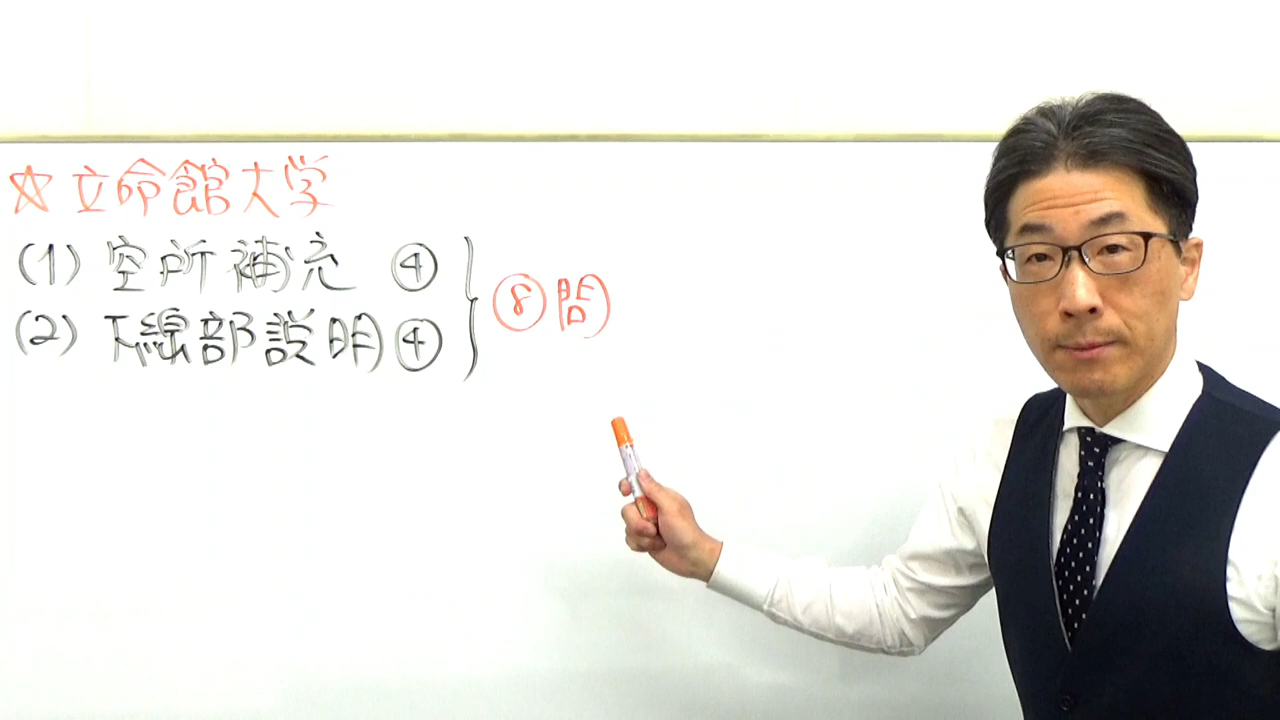 ☆立命館大学
(1) 空所補充 ④
(2) 下線部説明 ④
⑧問